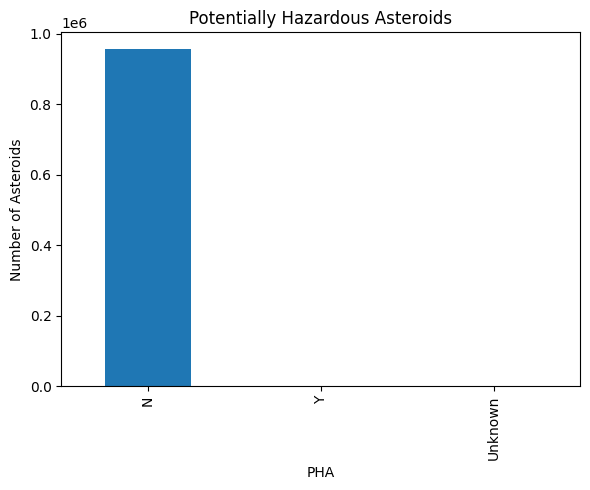 Potentially Hazardous Asteroids
1e6
1.0
0.8
0.6
0.4
0.2
0.0
Number of Asteroids
N
Y
Unknown
PHA